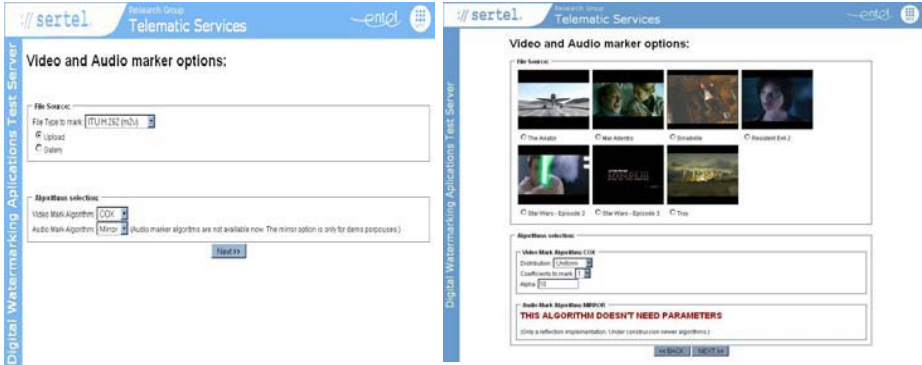 :// sertel.
Research Group
Telematic Services
entel
Digital Watermarking Aplications Test Server
Video and Audio marker options:
File Source:
File Type to mark: ITU H.262 (m2v)
Upload
Galery
Algorithms selection:
Video Mark Algorithm: COX
Audio Mark Algorithm: Mirror (Audio marker algoritms are not available now. The mirror option is only for demo porpouses.)
Next >>
:// sertel.
Research Group
Telematic Services
entel
Digital Watermarking Aplications Test Server
Video and Audio marker options:
File Source:
The Aviator
Mar Adentro
Smallville
Resident Evil 2
Star Wars - Episode 2
Star Wars - Episode 3
Troy
Algorithms selection:
Video Mark Algorithm COX
Distribution: Uniform
Coefficients to mark: 1
Alpha: 10
Audio Mark Algorithm MIRROR
THIS ALGORITHM DOESN'T NEED PARAMETERS
(Only a reflection implementation. Under construction newer algorithms.)
<< BACK
NEXT >>